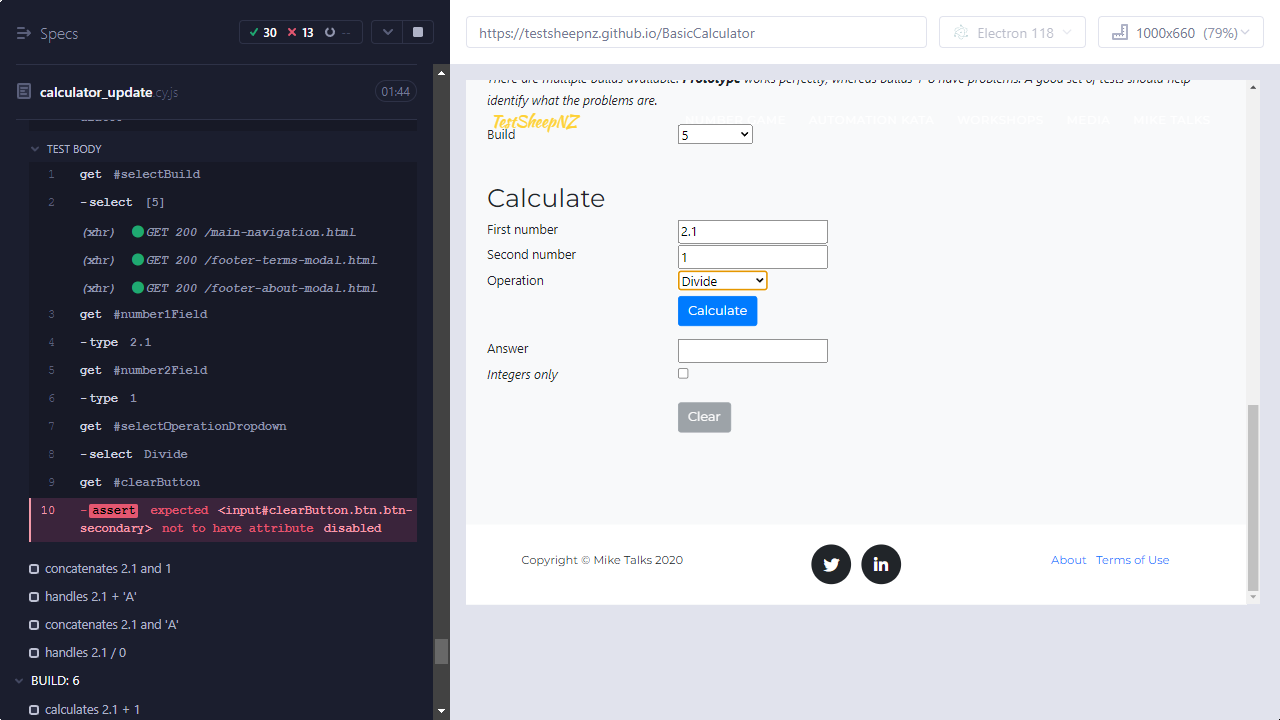 Specs
30 13 --
calculator_update.cy.js 01:44
TEST BODY
1 get #selectBuild
2 -select [5]
(xhr) GET 200 /main-navigation.html
(xhr) GET 200 /footer-terms-modal.html
(xhr) GET 200 /footer-about-modal.html
3 get #number1Field
4 -type 2.1
5 get #number2Field
6 -type 1
7 get #selectOperationDropdown
8 -select Divide
9 get #clearButton
10 -assert expected <input#clearButton.btn.btn-
secondary> not to have attribute disabled
concatenates 2.1 and 1
handles 2.1 + 'A'
concatenates 2.1 and 'A'
handles 2.1 / 0
BUILD: 6
calculates 2.1 + 1
https://testsheepnz.github.io/BasicCalculator
Electron 118
1000x660 (79%)
There are multiple builds available. Prototype works perfectly, whereas builds 1-6 have problems. A good set of tests should help
identify what the problems are.
TestSheepNZ AUTOMATION KATA WORKSHOPS MEDIA MIKE TALKS
Build 5
Calculate
First number 2.1
Second number 1
Operation Divide
Calculate
Answer
Integers only
Clear
Copyright © Mike Talks 2020
About Terms of Use